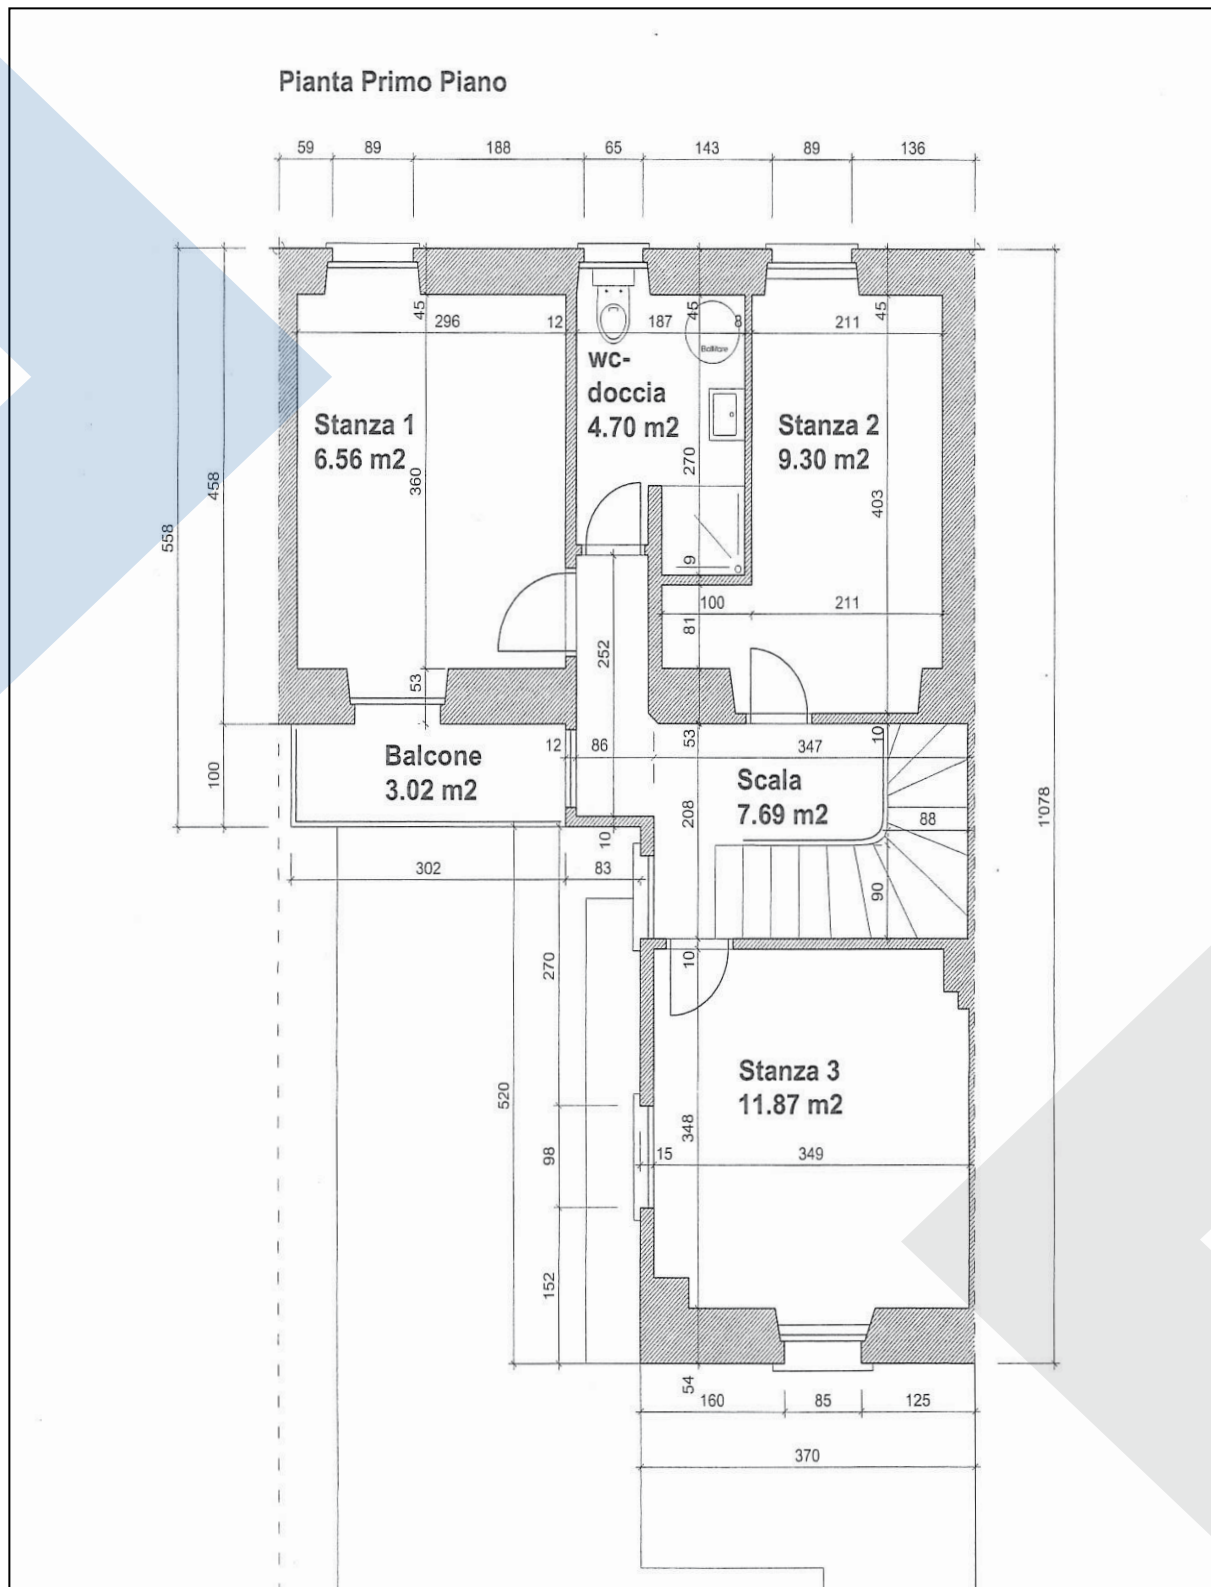 Pianta Primo Piano
59 89 188 65 143 89 136
45 45 45
296 12 187 8 211
Boilitore
wc-
doccia
4.70 m2
Stanza 1
6.56 m2
Stanza 2
9.30 m2
458 360 270 403
558
9
100 211
81
252
53
53 10
12 86 347
Balcone
3.02 m2
Scala
7.69 m2
100
208
88
1'078
10
302 83
90
270
10
Stanza 3
11.87 m2
520
348
98
15 349
152
54
160 85 125
370